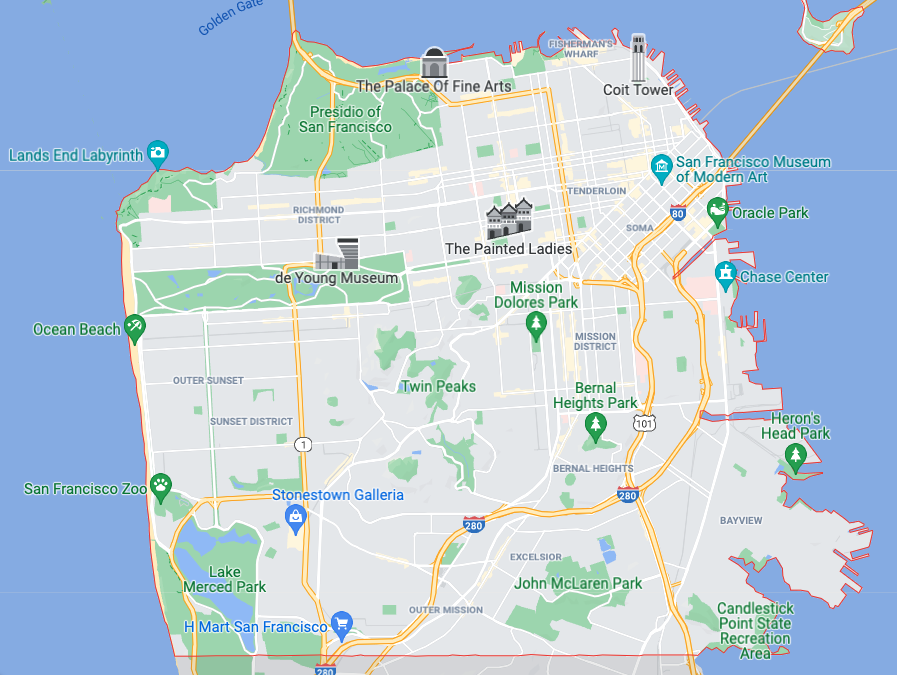 Golden Gate
FISHERMAN'S
WHARF
The Palace Of Fine Arts
Coit Tower
Presidio of
San Francisco
Lands End Labyrinth
San Francisco Museum
of Modern Art
TENDERLOIN
RICHMOND
DISTRICT
80
Oracle Park
SOMA
The Painted Ladies
de Young Museum
Chase Center
Mission
Dolores Park
Ocean Beach
MISSION
DISTRICT
OUTER SUNSET
Twin Peaks
Bernal
Heights Park
SUNSET DISTRICT
101
Heron's
Head Park
1
BERNAL HEIGHTS
San Francisco Zoo
Stonestown Galleria
280
280
BAYVIEW
EXCELSIOR
Lake
Merced Park
John McLaren Park
OUTER MISSION
Candlestick
Point State
Recreation
Area
H Mart San Francisco
280